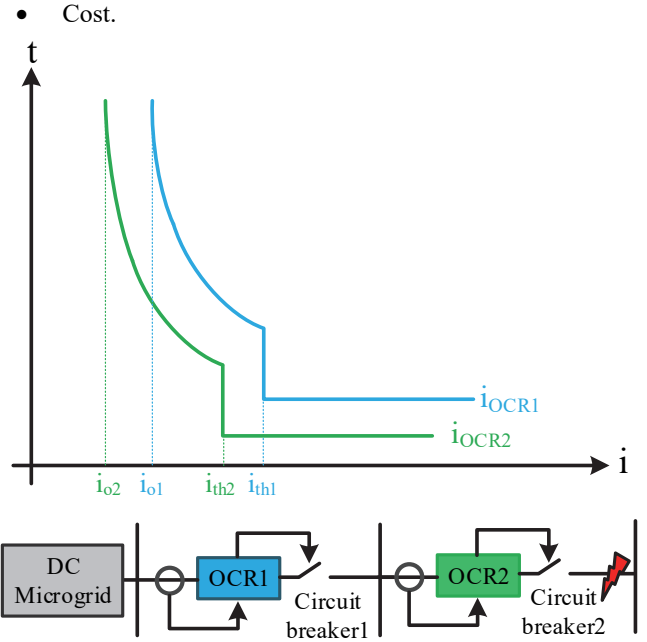 • Cost.
t
i_OCR1
i_OCR2
i
i_o2 i_o1 i_th2 i_th1
DC
Microgrid
OCR1
Circuit
breaker1
OCR2
Circuit
breaker2